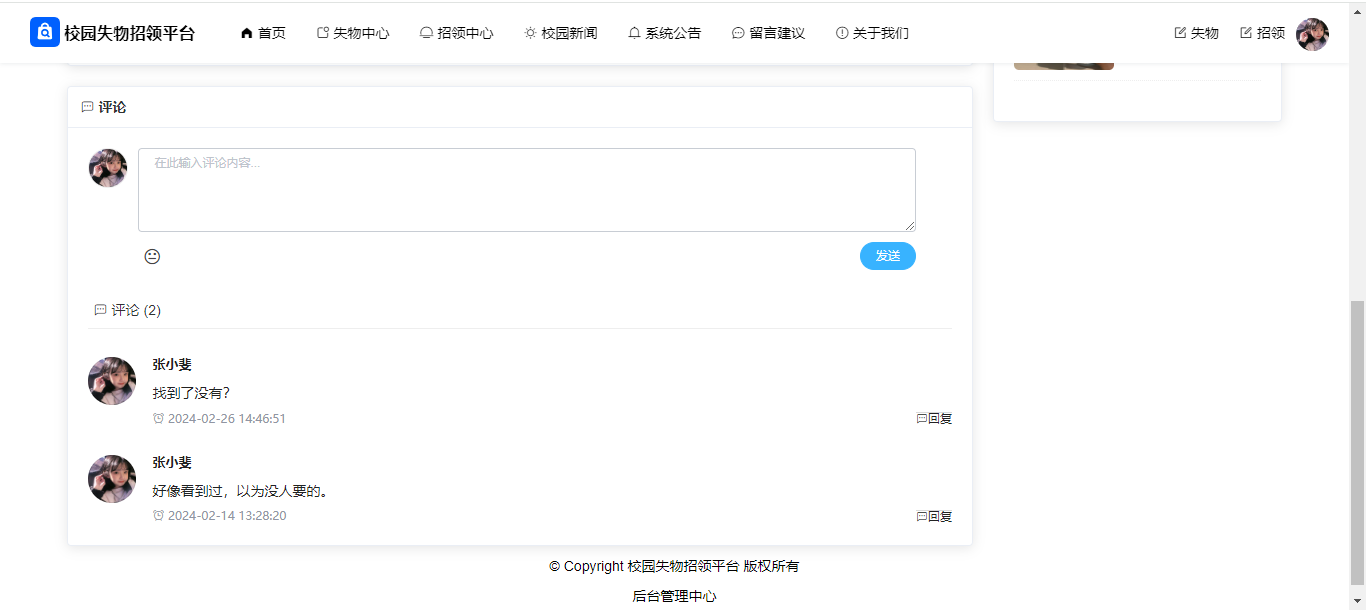 校园失物招领平台 首页 失物中心 招领中心 校园新闻 系统公告 留言建议 关于我们 失物 招领
评论
在此输入评论内容...
发送
评论 (2)
张小斐
找到了没有？
2024-02-26 14:46:51 回复
张小斐
好像看到过，以为没人要的。
2024-02-14 13:28:20 回复
© Copyright 校园失物招领平台 版权所有
后台管理中心